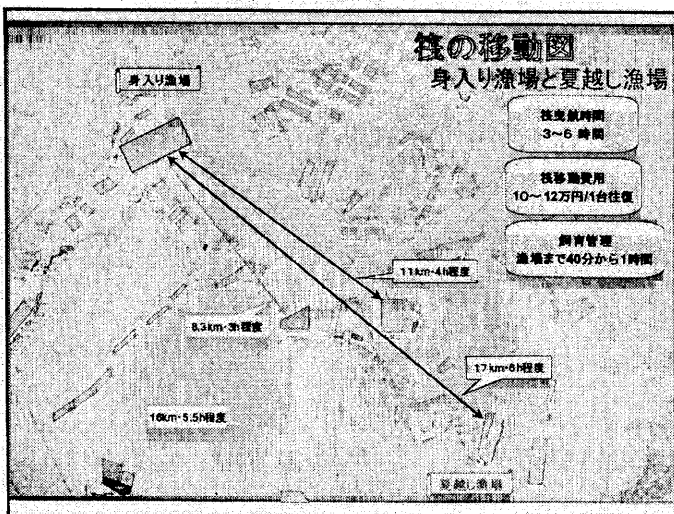 筏の移動図
身入り漁場と夏越し漁場
身入り漁場
筏曳航時間
3~6 時間
筏移動費用
10~12万円/1台往復
飼育管理
漁場まで40分から1時間
11km・4h程度
8.3km・3h程度
17km・6h程度
16km・5.5h程度
夏越し漁場